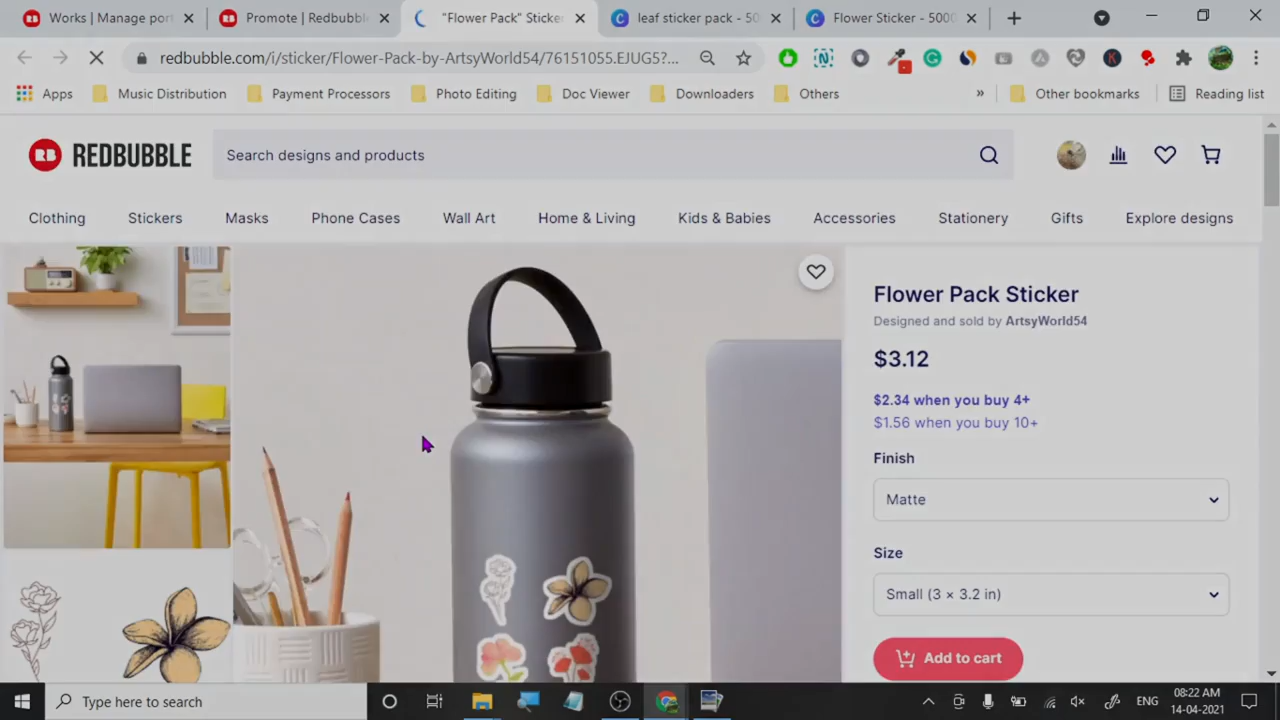 Works | Manage port
Promote | Redbubble
"Flower Pack" Sticker
leaf sticker pack - 50
Flower Sticker - 5000
redbubble.com/i/sticker/Flower-Pack-by-ArtsyWorld54/76151055.EJUG5?...
Apps
Music Distribution
Payment Processors
Photo Editing
Doc Viewer
Downloaders
Others
»
Other bookmarks
Reading list
RB REDBUBBLE
Search designs and products
Clothing
Stickers
Masks
Phone Cases
Wall Art
Home & Living
Kids & Babies
Accessories
Stationery
Gifts
Explore designs
Flower Pack Sticker
Designed and sold by ArtsyWorld54
$3.12
$2.34 when you buy 4+
$1.56 when you buy 10+
Finish
Matte
Size
Small (3 × 3.2 in)
Add to cart
Type here to search
ENG
08:22 AM
14-04-2021